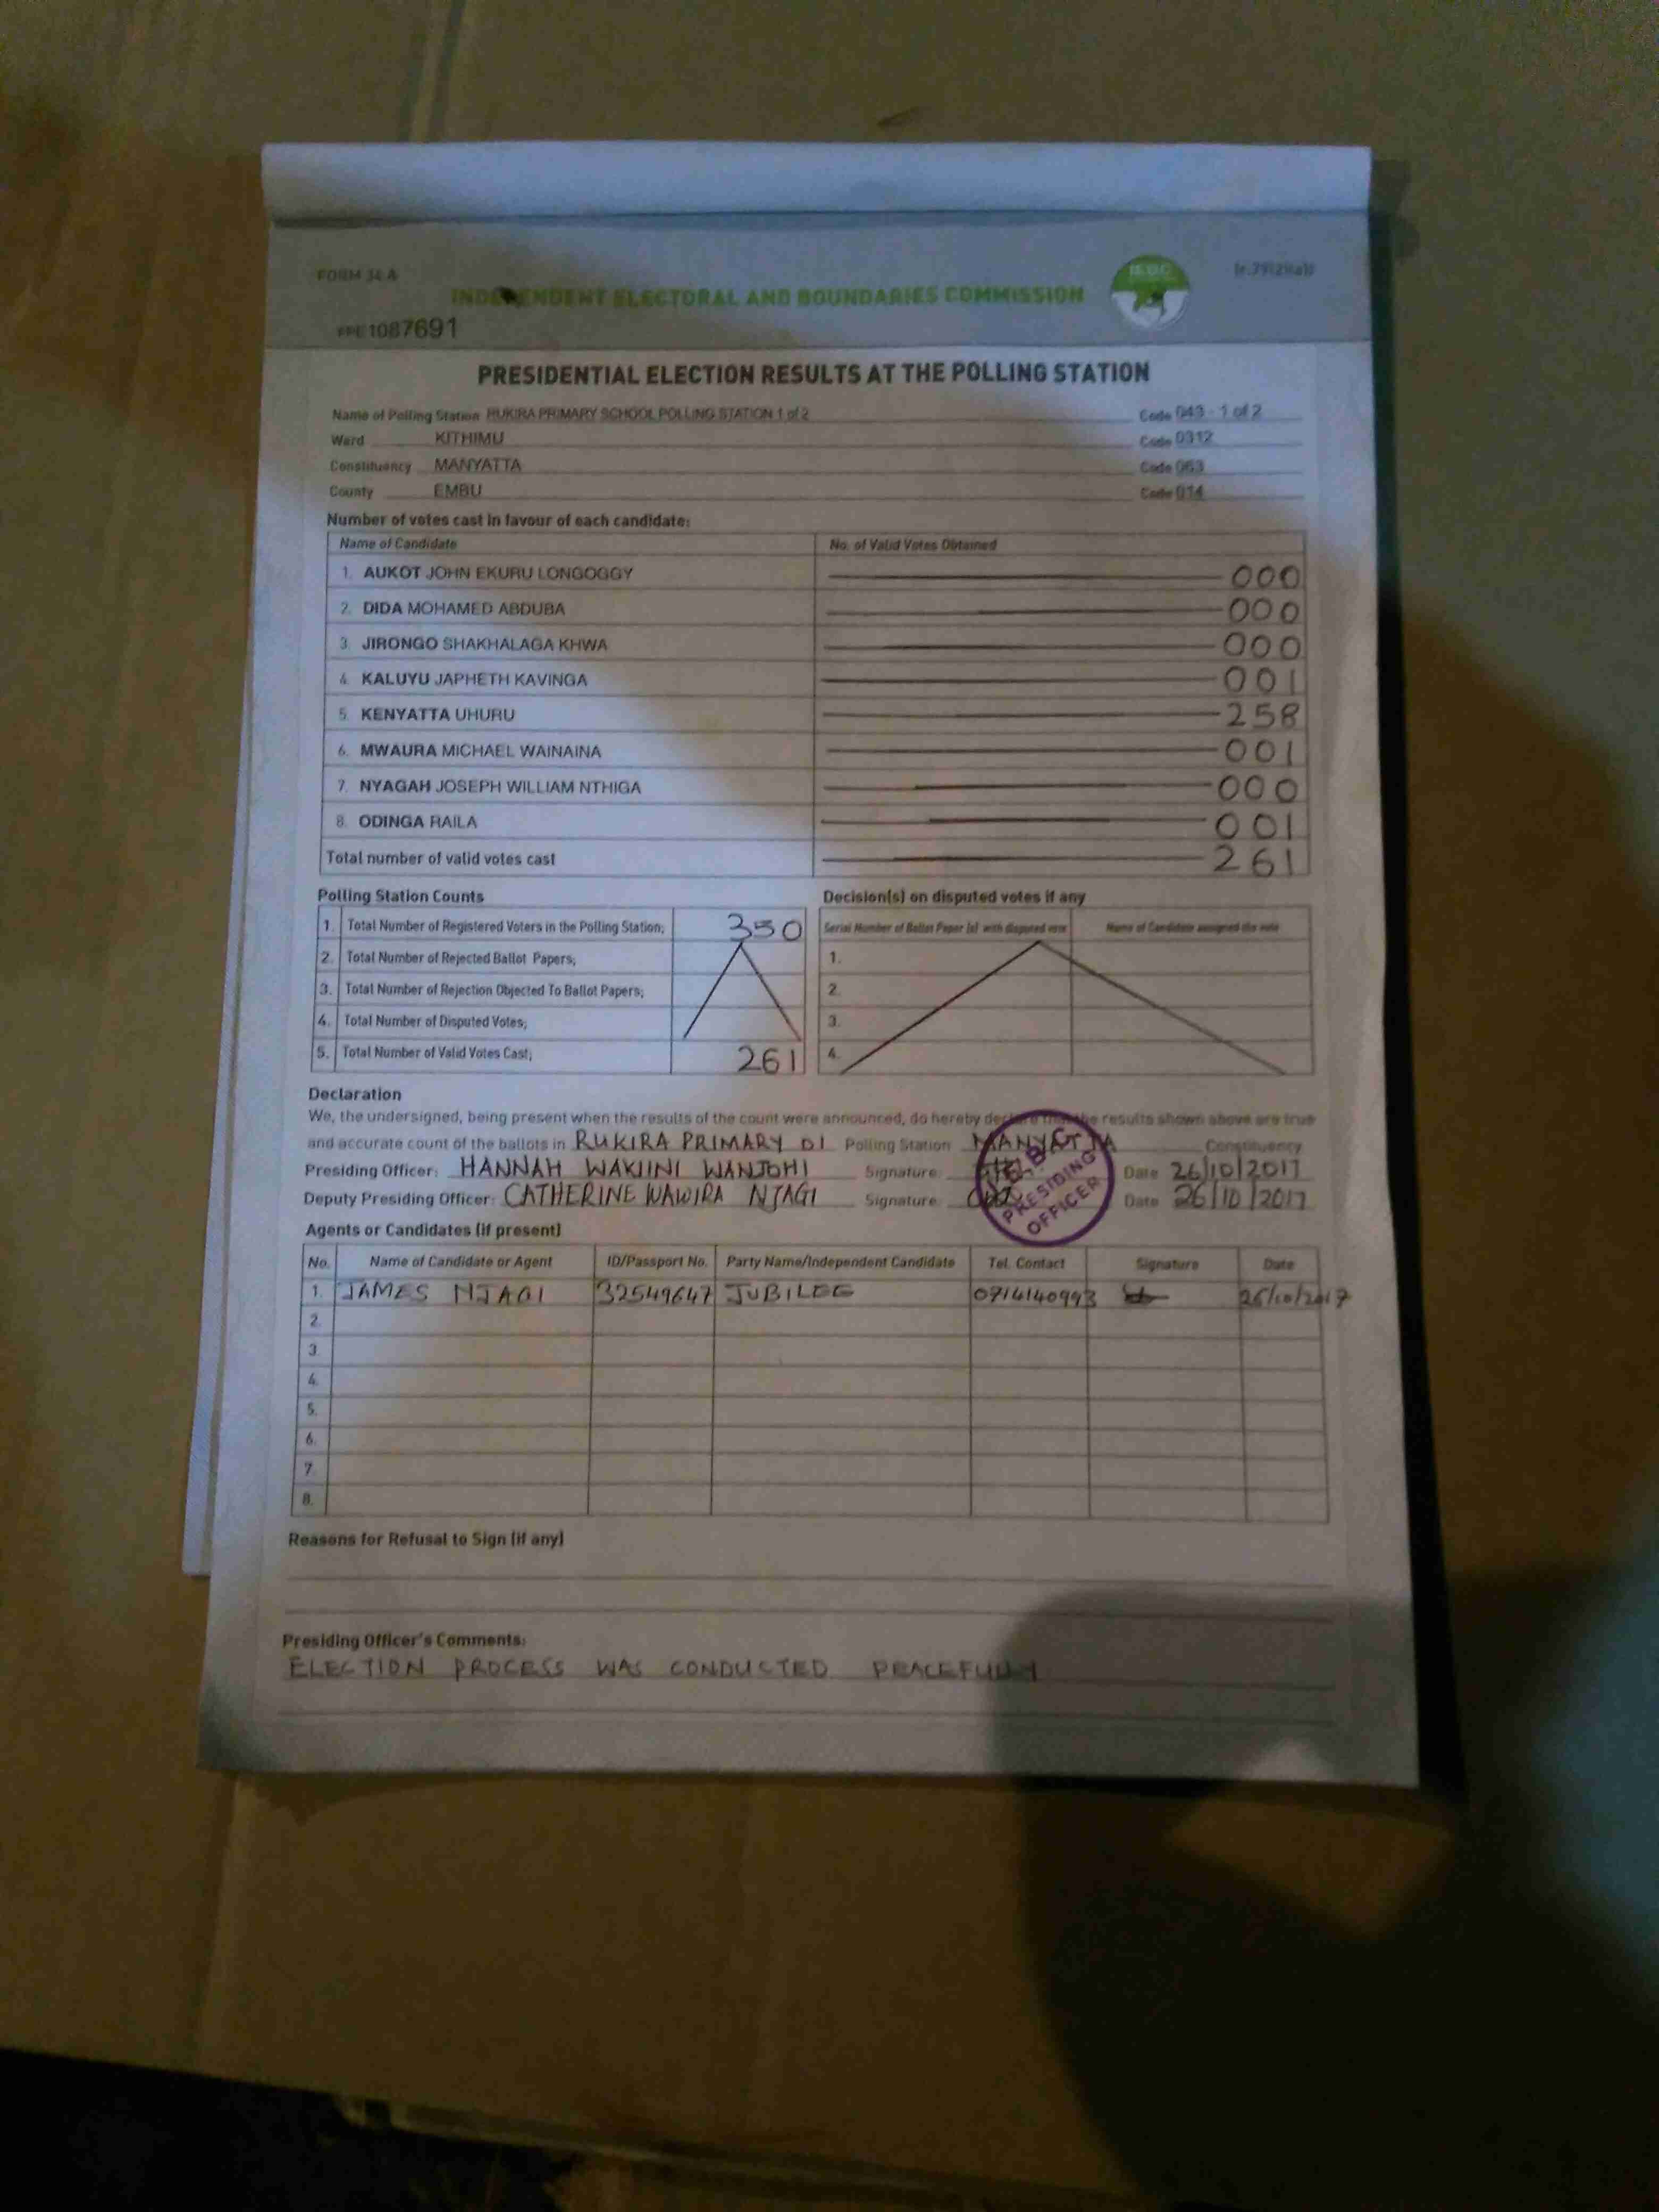 FORM 34 A
INDEPENDENT ELECTORAL AND BOUNDARIES COMMISSION
IEBC
1087691
PRESIDENTIAL ELECTION RESULTS AT THE POLLING STATION
Name of Polling Station RUKIRA PRIMARY SCHOOL POLLING STATION 1 of 2 Code 043 - 1 of 2
Ward KITHIMU Code 0312
Constituency MANYATTA Code 063
County EMBU Code 014
Number of votes cast in favour of each candidate:
Name of Candidate No. of Valid Votes Obtained
1. AUKOT JOHN EKURU LONGOGGY 000
2. DIDA MOHAMED ABDUBA 000
3. JIRONGO SHAKHALAGA KHWA 000
4. KALUYU JAPHETH KAVINGA 001
5. KENYATTA UHURU 258
6. MWAURA MICHAEL WAINAINA 001
7. NYAGAH JOSEPH WILLIAM NTHIGA 000
8. ODINGA RAILA 001
Total number of valid votes cast 261
Polling Station Counts Decision(s) on disputed votes if any
1. Total Number of Registered Voters in the Polling Station; 350 Serial Number of Ballot Paper (s) with disputed vote Name of Candidate assigned the vote
2. Total Number of Rejected Ballot Papers; 1.
3. Total Number of Rejection Objected To Ballot Papers; 2.
4. Total Number of Disputed Votes; 3.
5. Total Number of Valid Votes Cast; 261 4.
Declaration
We, the undersigned, being present when the results of the count were announced, do hereby declare that the results shown above are true
and accurate count of the ballots in RUKIRA PRIMARY 01 Polling Station MANYATTA Constituency
Presiding Officer: HANNAH WAKIINI WANJOHI Signature: Date 26/10/2017
Deputy Presiding Officer: CATHERINE WAWIRA NJAGI Signature: Date 26/10/2017
IEBC PRESIDING OFFICER
Agents or Candidates (if present)
No. Name of Candidate or Agent ID/Passport No. Party Name/Independent Candidate Tel. Contact Signature Date
1. JAMES NJAGI 32549647 JUBILEE 0714140993 26/10/2017
2.
3.
4.
5.
6.
7.
8.
Reasons for Refusal to Sign (if any)
Presiding Officer's Comments:
ELECTION PROCESS WAS CONDUCTED PEACEFULLY